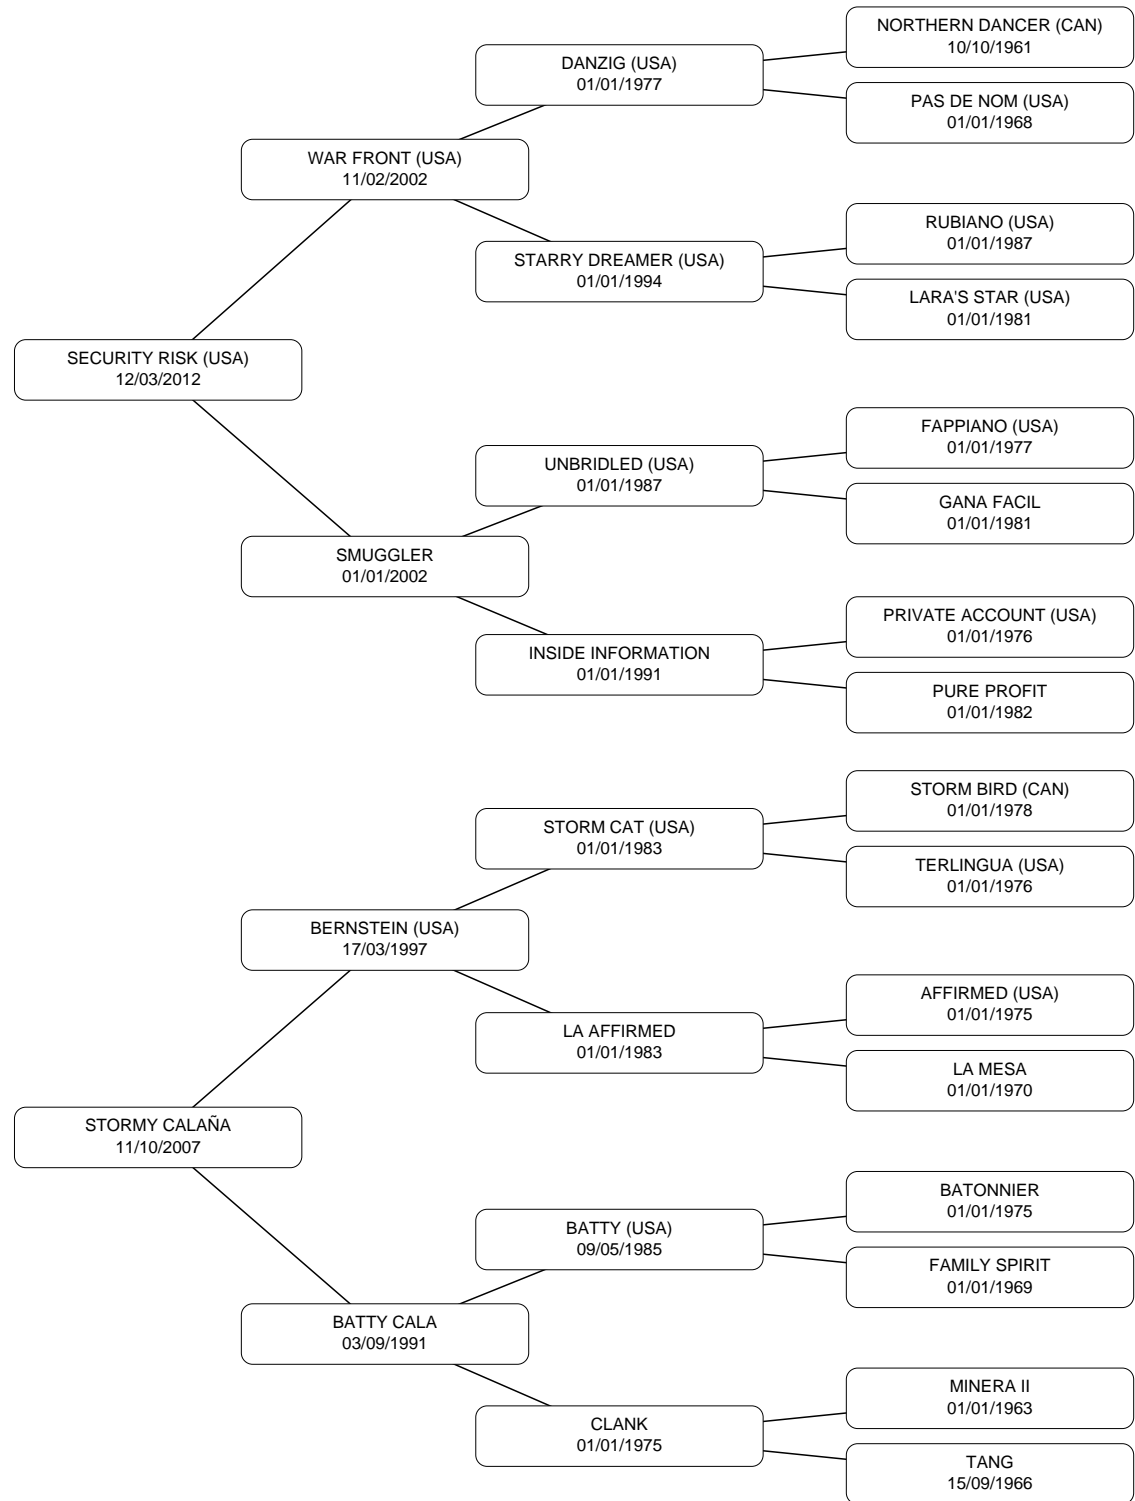 NORTHERN DANCER (CAN)
10/10/1961
DANZIG (USA)
01/01/1977
PAS DE NOM (USA)
01/01/1968
WAR FRONT (USA)
11/02/2002
RUBIANO (USA)
01/01/1987
STARRY DREAMER (USA)
01/01/1994
LARA'S STAR (USA)
01/01/1981
SECURITY RISK (USA)
12/03/2012
FAPPIANO (USA)
01/01/1977
UNBRIDLED (USA)
01/01/1987
GANA FACIL
01/01/1981
SMUGGLER
01/01/2002
PRIVATE ACCOUNT (USA)
01/01/1976
INSIDE INFORMATION
01/01/1991
PURE PROFIT
01/01/1982
STORM BIRD (CAN)
01/01/1978
STORM CAT (USA)
01/01/1983
TERLINGUA (USA)
01/01/1976
BERNSTEIN (USA)
17/03/1997
AFFIRMED (USA)
01/01/1975
LA AFFIRMED
01/01/1983
LA MESA
01/01/1970
STORMY CALAÑA
11/10/2007
BATONNIER
01/01/1975
BATTY (USA)
09/05/1985
FAMILY SPIRIT
01/01/1969
BATTY CALA
03/09/1991
MINERA II
01/01/1963
CLANK
01/01/1975
TANG
15/09/1966